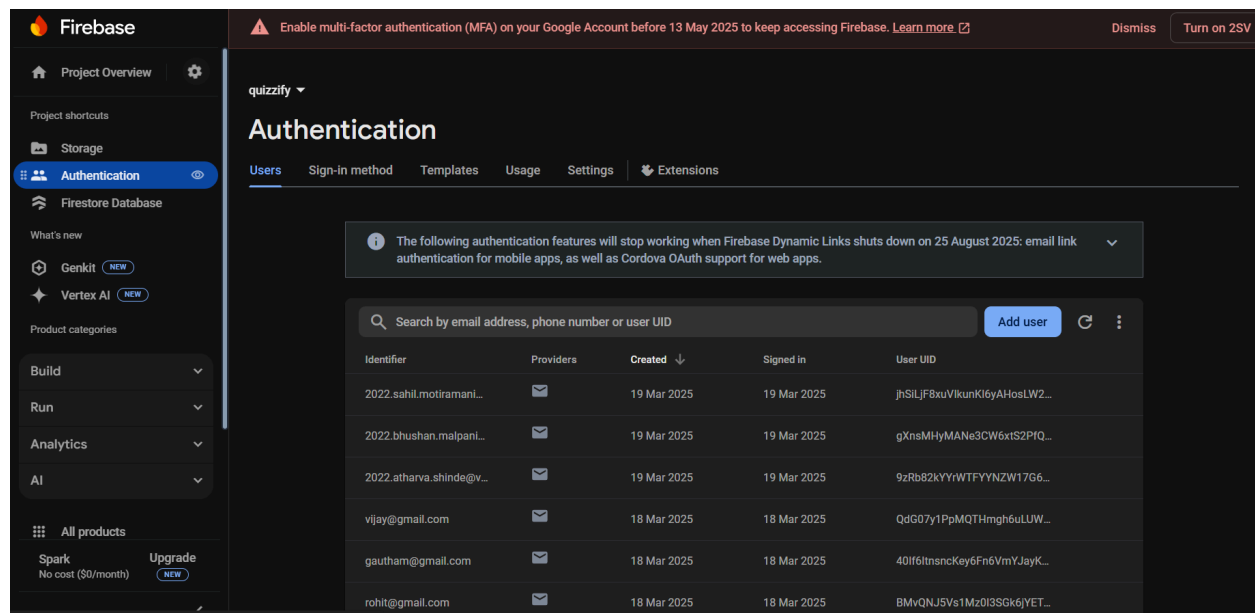 Firebase
Enable multi-factor authentication (MFA) on your Google Account before 13 May 2025 to keep accessing Firebase. Learn more
Dismiss
Turn on 2SV
Project Overview
Project shortcuts
Storage
Authentication
Firestore Database
What's new
Genkit NEW
Vertex AI NEW
Product categories
Build
Run
Analytics
AI
All products
Spark
No cost ($0/month)
Upgrade
NEW
quizzify
Authentication
Users Sign-in method Templates Usage Settings Extensions
The following authentication features will stop working when Firebase Dynamic Links shuts down on 25 August 2025: email link
authentication for mobile apps, as well as Cordova OAuth support for web apps.
Search by email address, phone number or user UID
Add user
Identifier Providers Created Signed in User UID
2022.sahil.motiramani... 19 Mar 2025 19 Mar 2025 jhSiLjF8xuVlkunKl6yAHosLW2...
2022.bhushan.malpani... 19 Mar 2025 19 Mar 2025 gXnsMHyMANe3CW6xtS2PfQ...
2022.atharva.shinde@v... 19 Mar 2025 19 Mar 2025 9zRb82kYYrWTFYYNZW17G6...
vijay@gmail.com 18 Mar 2025 18 Mar 2025 QdG07y1PpMQTHmgh6uLUW...
gautham@gmail.com 18 Mar 2025 18 Mar 2025 40lf6ltnsncKey6Fn6VmYJayK...
rohit@gmail.com 18 Mar 2025 18 Mar 2025 BMvQNJ5Vs1Mz0I3SGk6jYET...